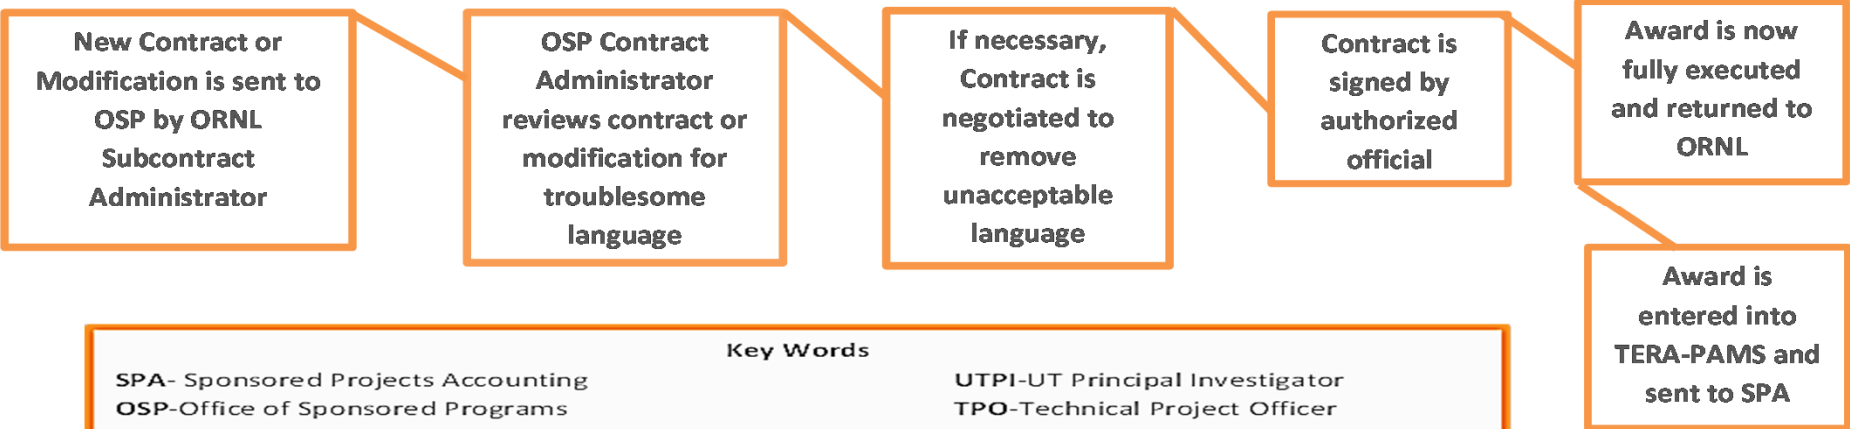 New Contract or
Modification is sent to
OSP by ORNL
Subcontract
Administrator
OSP Contract
Administrator
reviews contract or
modification for
troublesome
language
If necessary,
Contract is
negotiated to
remove
unacceptable
language
Contract is
signed by
authorized
official
Award is now
fully executed
and returned to
ORNL
Award is
entered into
TERA-PAMS and
sent to SPA
Key Words
SPA- Sponsored Projects Accounting
UTPI-UT Principal Investigator
OSP-Office of Sponsored Programs
TPO-Technical Project Officer